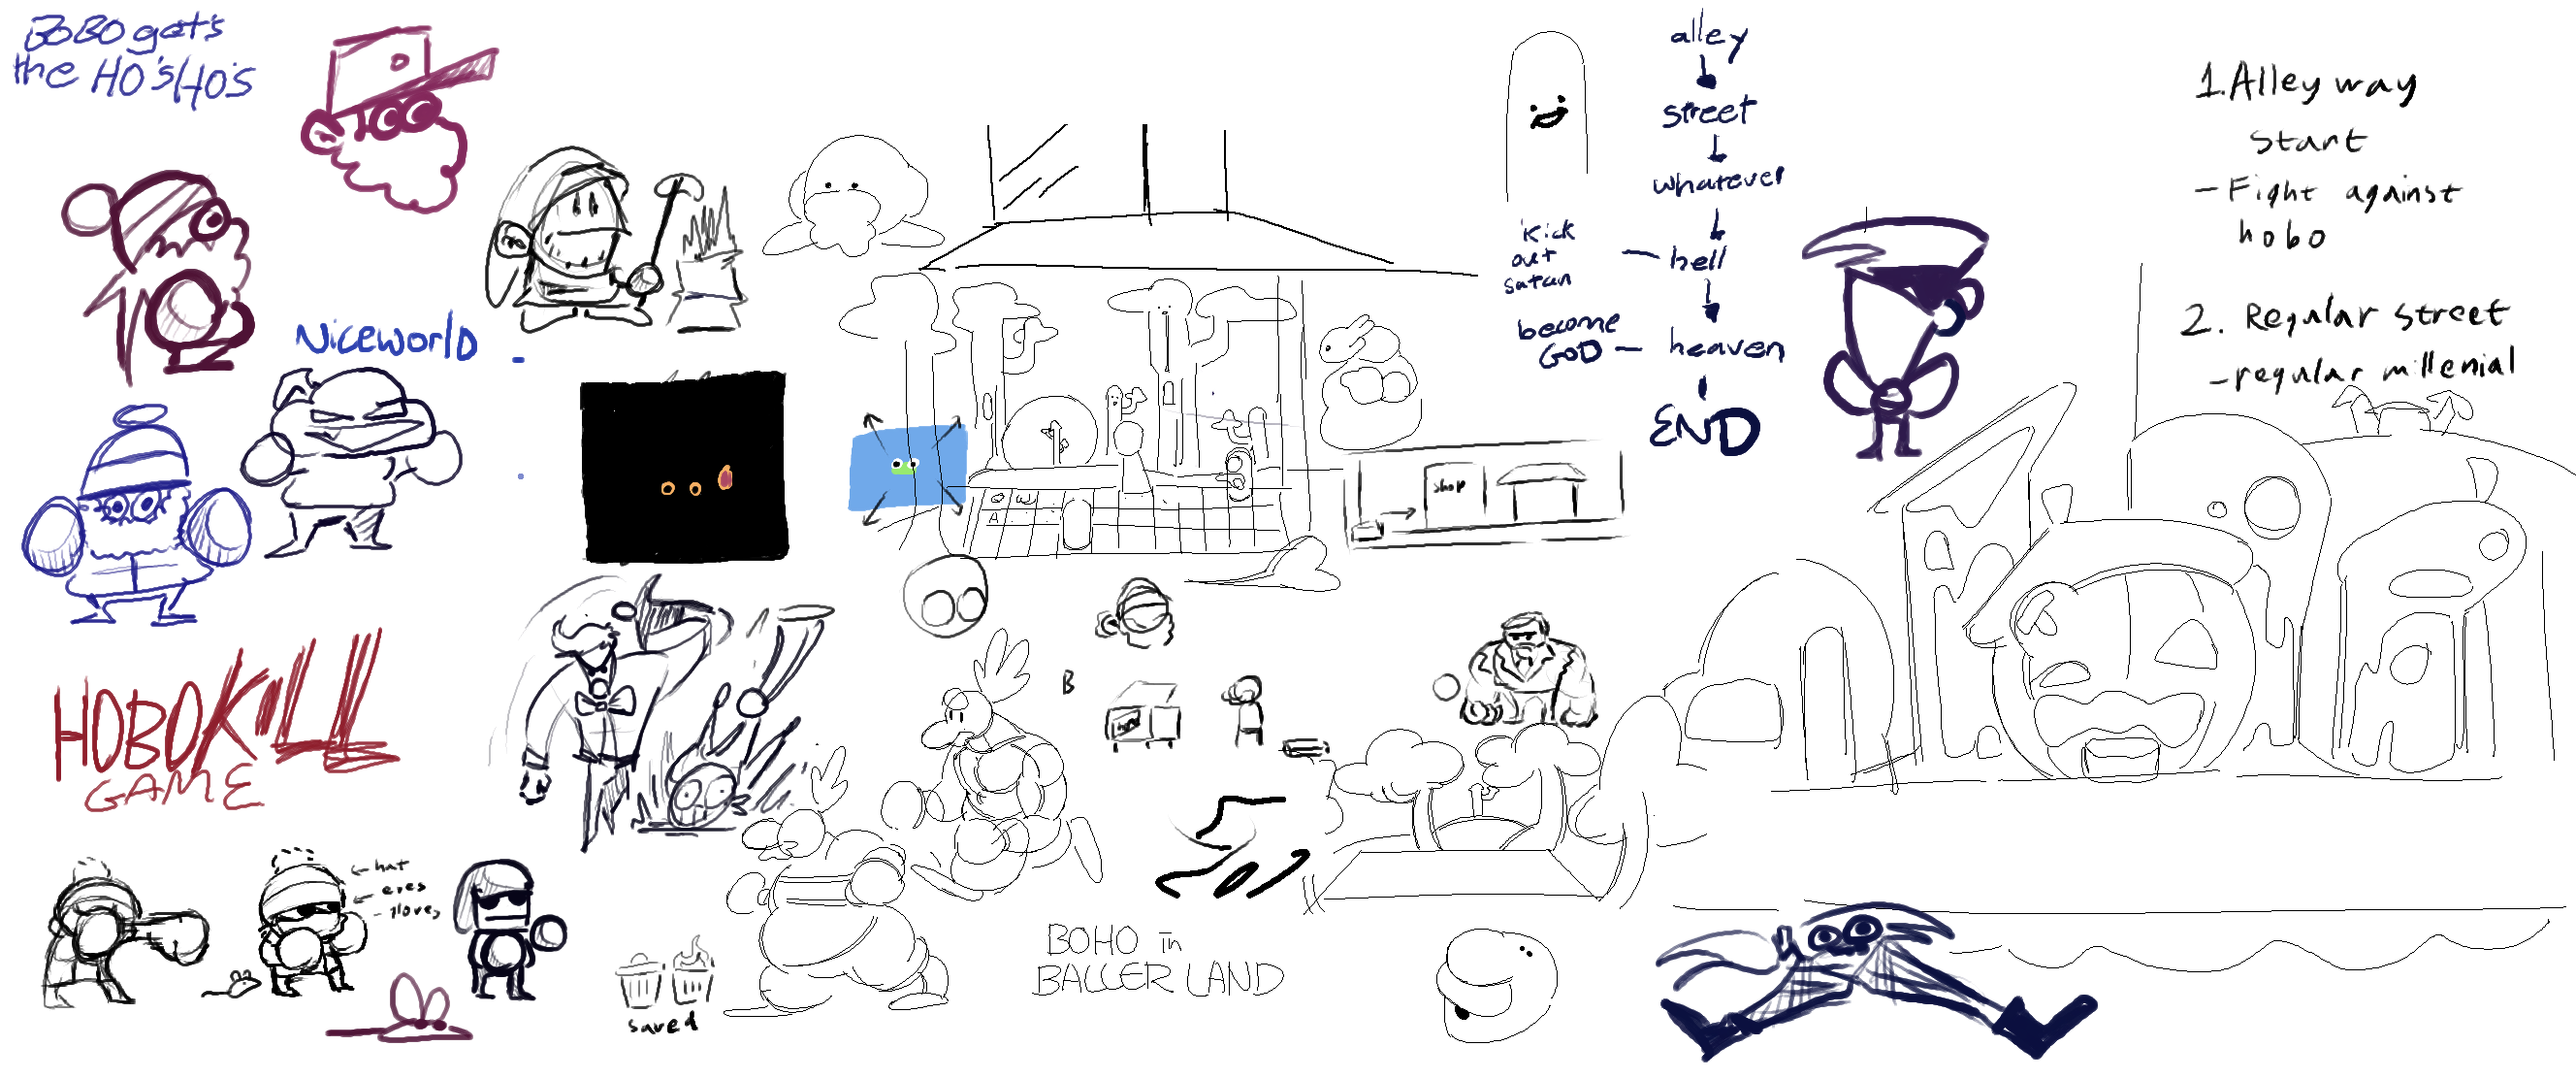 BOBO gets
the HO's/HO's
Niceworld
HOBOKILL
GAME
hat
eyes
gloves
saved
BOHO in
BALLER LAND
B
shop
alley
street
whatever
hell
heaven
END
kick
out
satan
become
GOD
1. Alley way
start
- Fight against
hobo
2. Regular street
- regular millenial